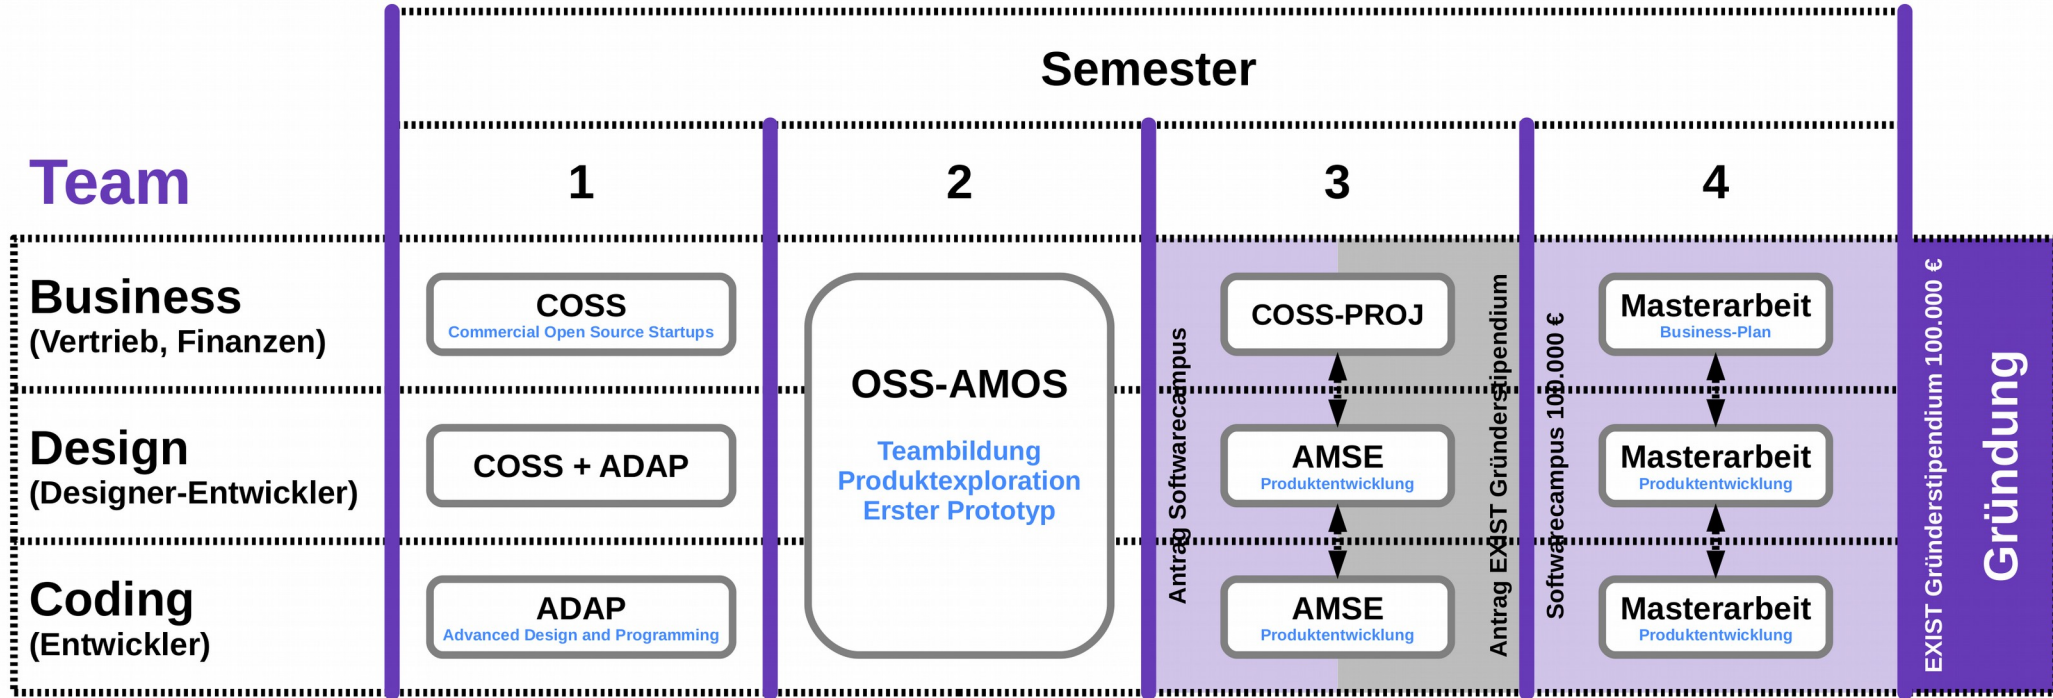 Semester
Team
1
2
3
4
Business
(Vertrieb, Finanzen)
COSS
Commercial Open Source Startups
COSS-PROJ
Masterarbeit
Business-Plan
Design
(Designer-Entwickler)
COSS + ADAP
OSS-AMOS
Teambildung
Produktexploration
Erster Prototyp
AMSE
Produktentwicklung
Masterarbeit
Produktentwicklung
Coding
(Entwickler)
ADAP
Advanced Design and Programming
AMSE
Produktentwicklung
Masterarbeit
Produktentwicklung
Antrag Softwarecampus
Antrag EXIST Gründerstipendium
Softwarecampus 100.000 €
EXIST Gründerstipendium 100.000 €
Gründung